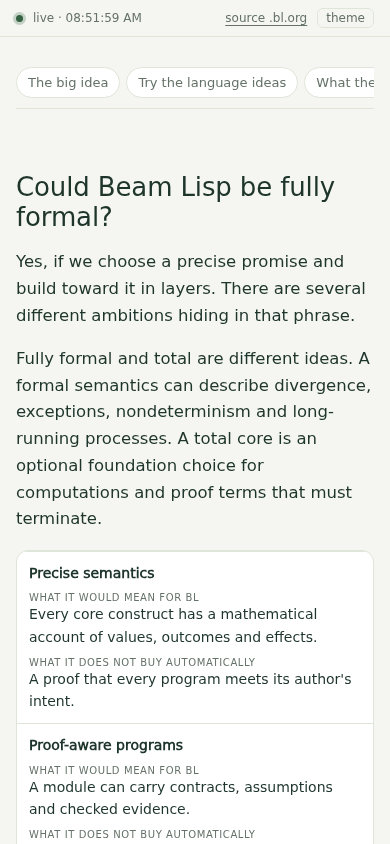 live · 08:51:59 AM
source .bl.org
theme
The big idea
Try the language ideas
What the
Could Beam Lisp be fully
formal?
Yes, if we choose a precise promise and
build toward it in layers. There are several
different ambitions hiding in that phrase.
Fully formal and total are different ideas. A
formal semantics can describe divergence,
exceptions, nondeterminism and long-
running processes. A total core is an
optional foundation choice for
computations and proof terms that must
terminate.
Precise semantics
WHAT IT WOULD MEAN FOR BL
Every core construct has a mathematical
account of values, outcomes and effects.
WHAT IT DOES NOT BUY AUTOMATICALLY
A proof that every program meets its author's
intent.
Proof-aware programs
WHAT IT WOULD MEAN FOR BL
A module can carry contracts, assumptions
and checked evidence.
WHAT IT DOES NOT BUY AUTOMATICALLY